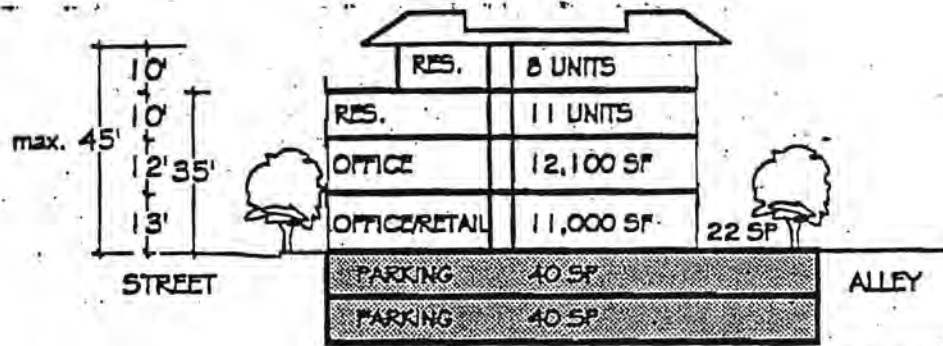 10' RES. 8 UNITS
10' RES. 11 UNITS
max. 45'
12' 35' OFFICE 12,100 SF
13' OFFICE/RETAIL 11,000 SF 22 SP
STREET PARKING 40 SP ALLEY
PARKING 40 SP